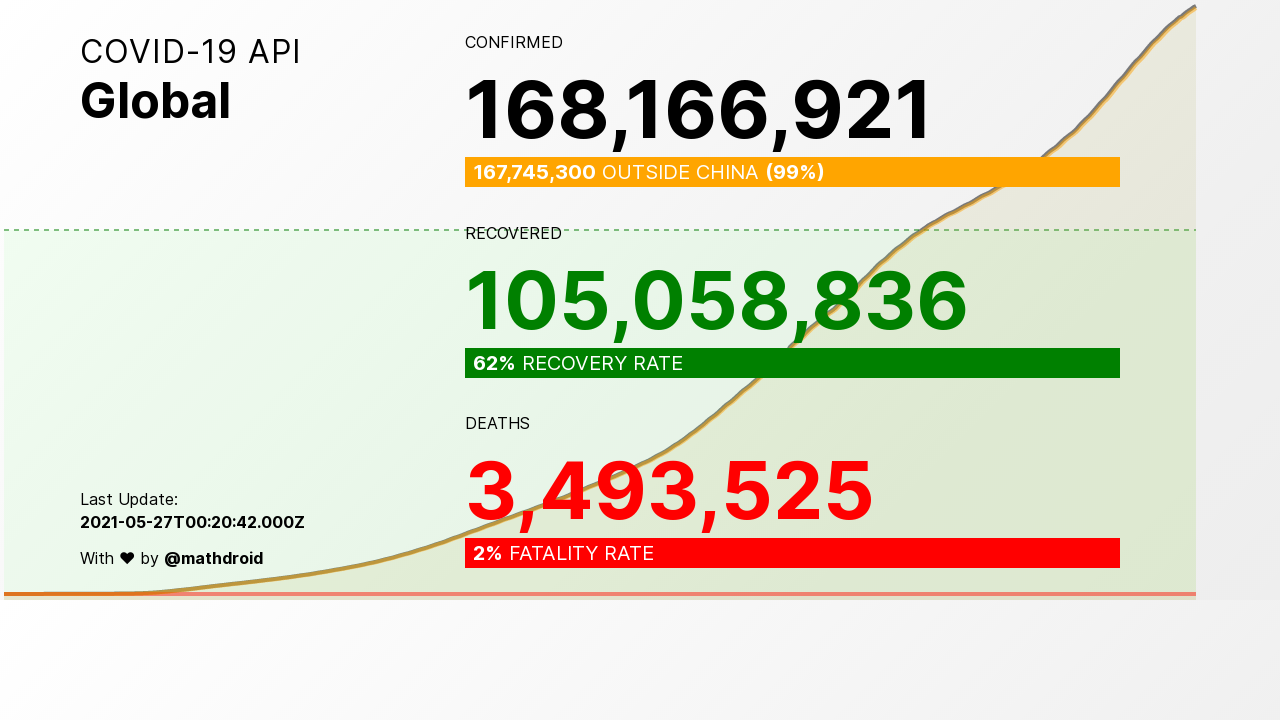 COVID-19 API
Global
CONFIRMED
168,166,921
167,745,300 OUTSIDE CHINA (99%)
RECOVERED
105,058,836
62% RECOVERY RATE
DEATHS
3,493,525
2% FATALITY RATE
Last Update:
2021-05-27T00:20:42.000Z
With ❤ by @mathdroid